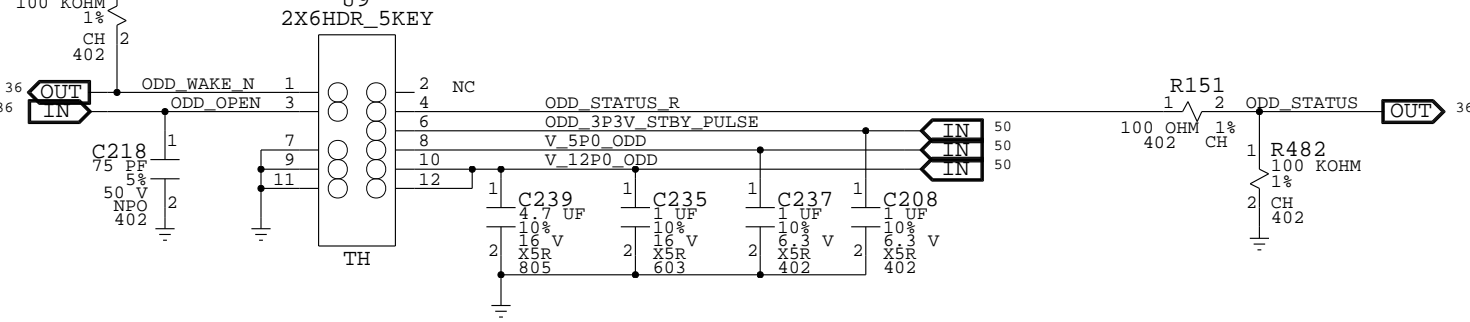 100 KOHM
1%
CH
402
2
2X6HDR_5KEY
36 OUT ODD_WAKE_N 1
2 NC
IN ODD_OPEN 3
4 ODD_STATUS_R
6 ODD_3P3V_STBY_PULSE IN 50
7 8 V_5P0_ODD IN 50
9 10 V_12P0_ODD IN 50
11 12
TH
1
C218
75 PF
5%
50 V
NPO
402
2
1
C239
4.7 UF
10%
16 V
X5R
805
2
1
C235
1 UF
10%
16 V
X5R
603
2
1
C237
1 UF
10%
6.3 V
X5R
402
2
1
C208
1 UF
10%
6.3 V
X5R
402
2
R151
1 2 ODD_STATUS OUT
100 OHM 1%
402 CH
1
R482
100 KOHM
1%
CH
402
2